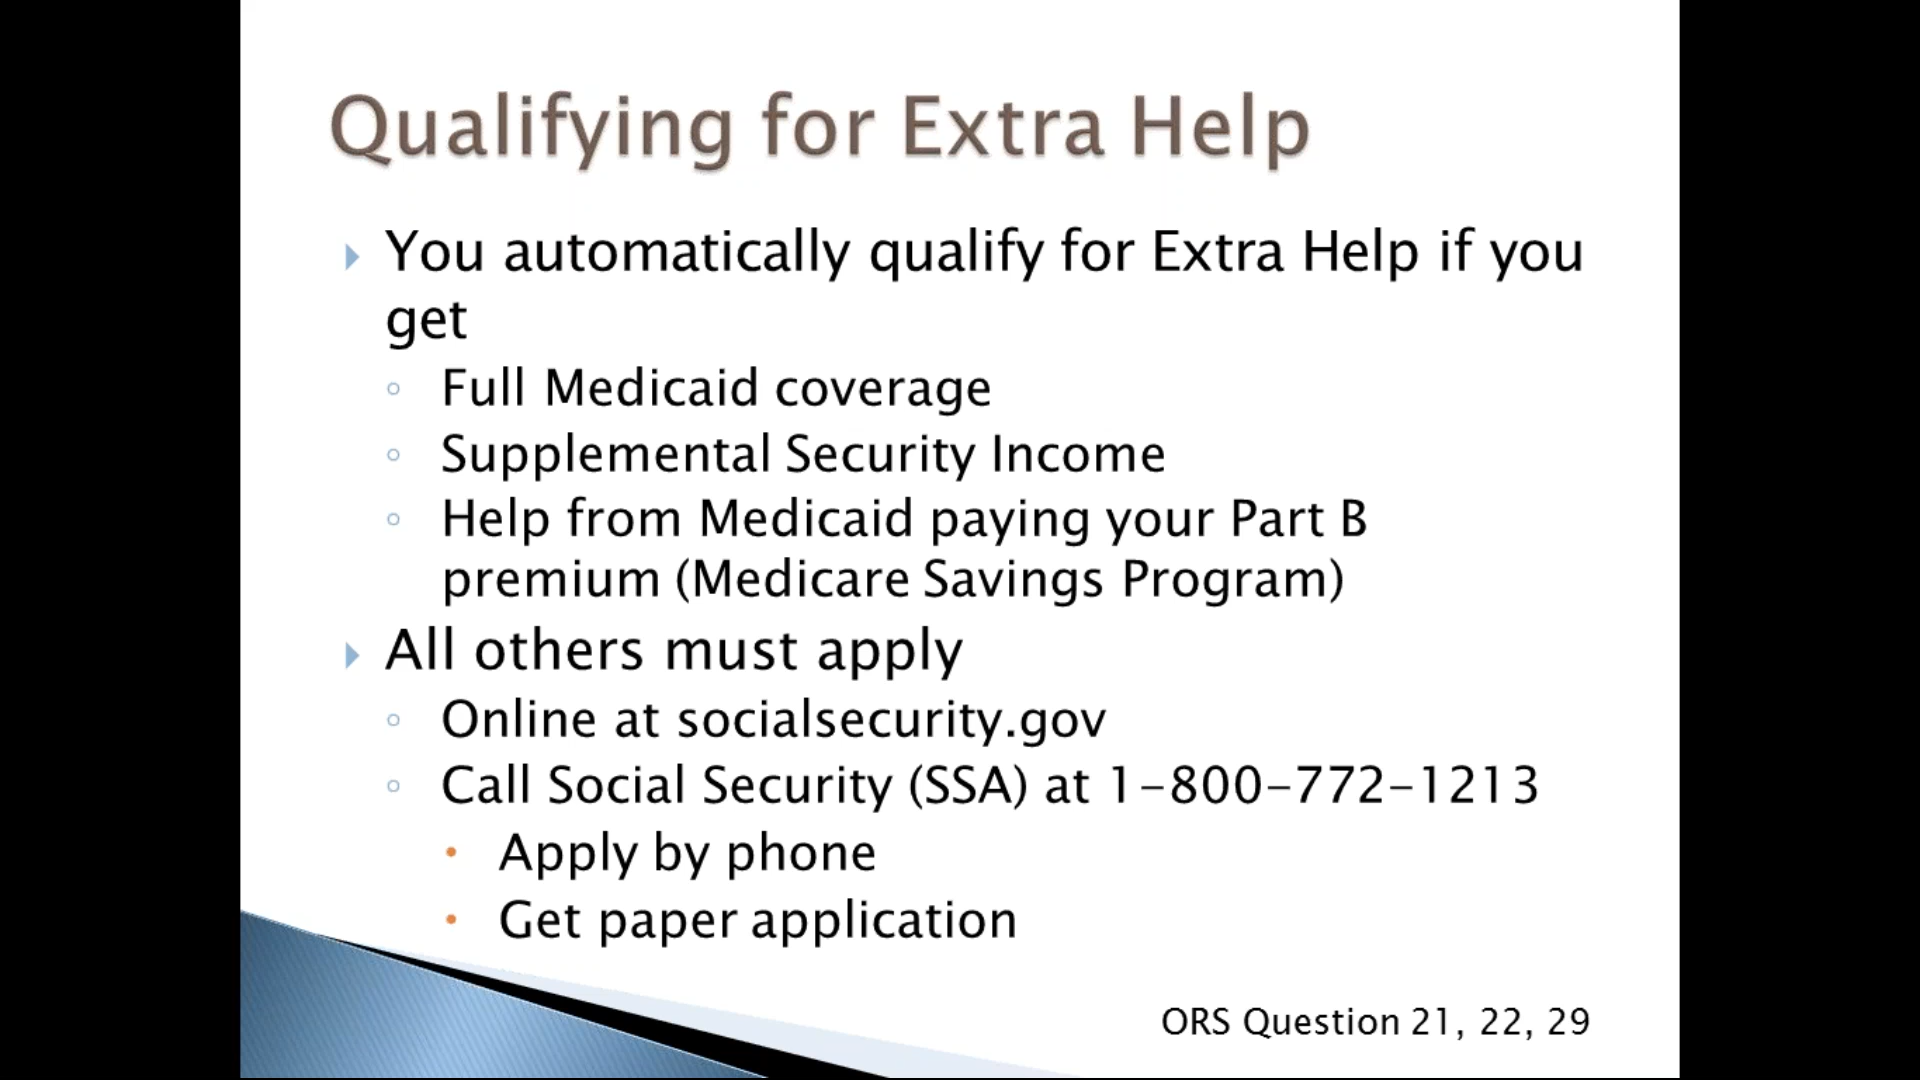 Qualifying for Extra Help
You automatically qualify for Extra Help if you
get
Full Medicaid coverage
Supplemental Security Income
Help from Medicaid paying your Part B
premium (Medicare Savings Program)
All others must apply
Online at socialsecurity.gov
Call Social Security (SSA) at 1-800-772-1213
Apply by phone
Get paper application
ORS Question 21, 22, 29